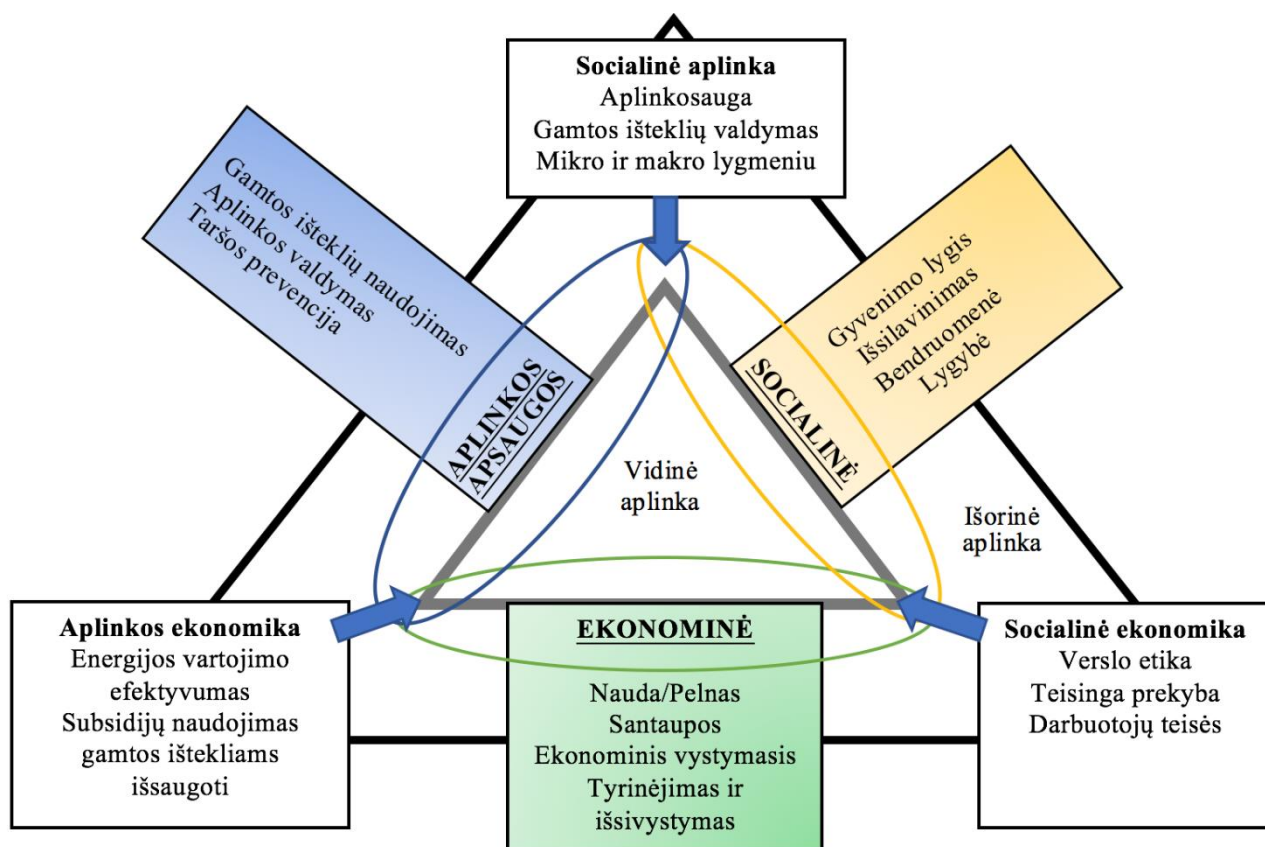 Socialinė aplinka
Aplinkosauga
Gamtos išteklių valdymas
Mikro ir makro lygmeniu
Gamtos išteklių naudojimas
Aplinkos valdymas
Taršos prevencija
APLINKOS
APSAUGOS
Gyvenimo lygis
Išsilavinimas
Bendruomenė
Lygybė
SOCIALINĖ
Vidinė
aplinka
Išorinė
aplinka
Aplinkos ekonomika
Energijos vartojimo
efektyvumas
Subsidijų naudojimas
gamtos ištekliams
išsaugoti
EKONOMINĖ
Nauda/Pelnas
Santaupos
Ekonominis vystymasis
Tyrinėjimas ir
išsivystymas
Socialinė ekonomika
Verslo etika
Teisinga prekyba
Darbuotojų teisės